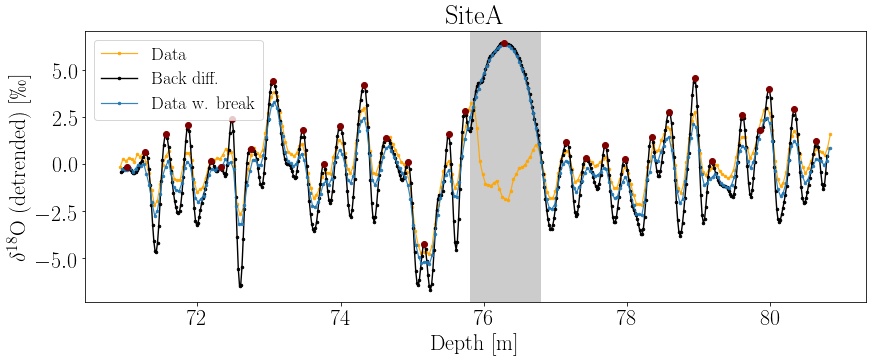 SiteA
δ¹⁸O (detrended) [‰]
5.0
2.5
0.0
−2.5
−5.0
Data
Back diff.
Data w. break
72 74 76 78 80
Depth [m]